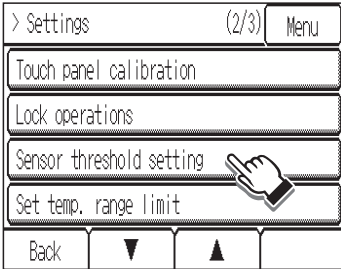 > Settings (2/3) Menu
Touch panel calibration
Lock operations
Sensor threshold setting
Set temp. range limit
Back ▼ ▲